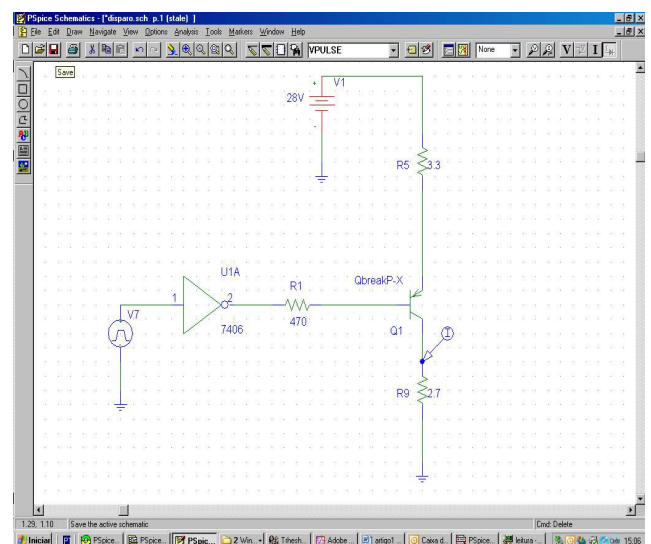 PSpice Schematics - [*disparo.sch p.1 (stale) ]
File Edit Draw Navigate View Options Analysis Tools Markers Window Help
VPULSE
None
V
I
Save
+ V1
28V
-
R5 3.3
U1A
R1
QbreakP-X
1
2
V7
470
7406
Q1
I
R9 2.7
1.29, 1.10 Save the active schematic Cmd: Delete
Iniciar PSpice... PSpice... PSpic... 2 Win... Trhesh... Adobe... artigo1... Caixa d... PSpice... leitura -... 15:06